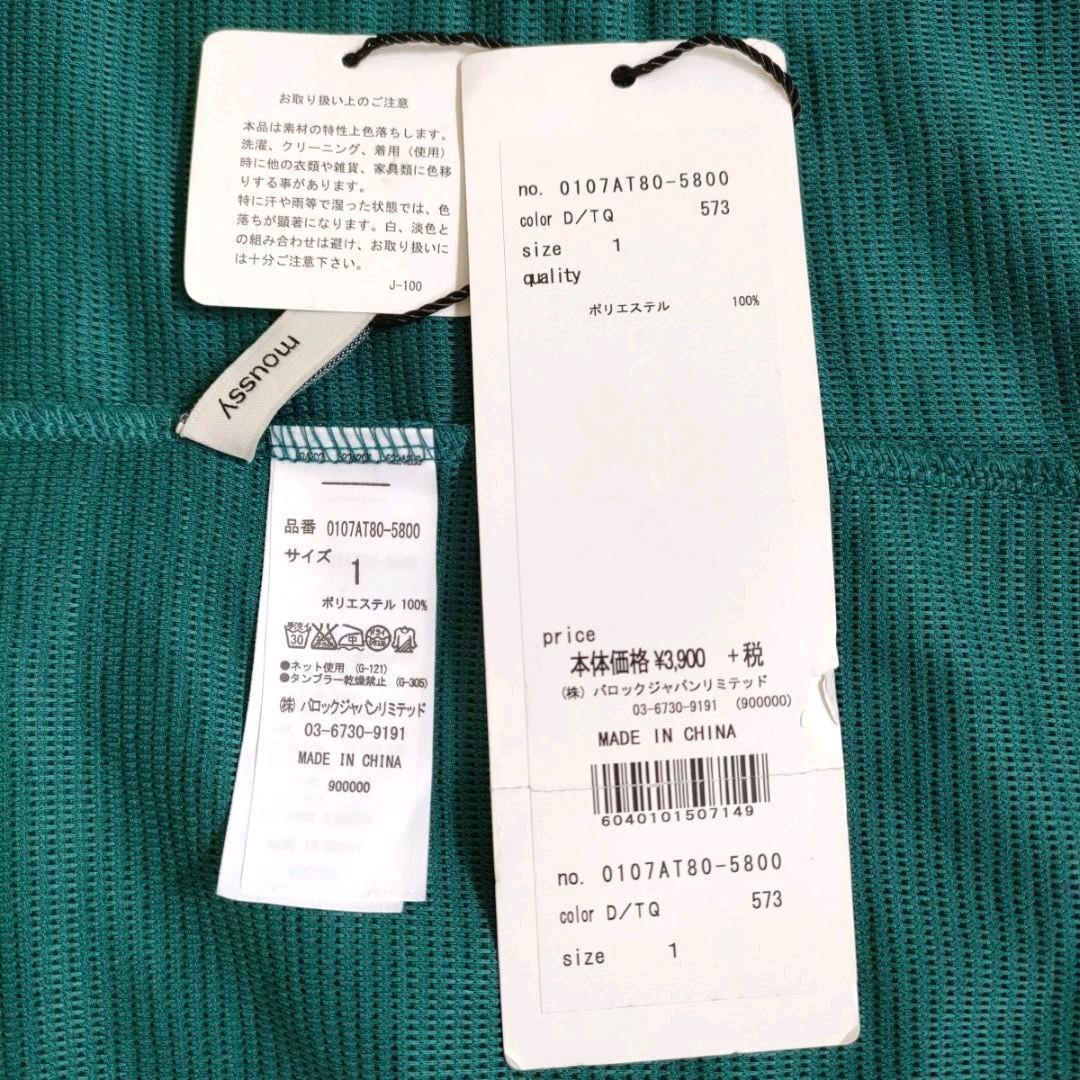 お取り扱い上のご注意
本品は素材の特性上色落ちします。
洗濯、クリーニング、着用（使用）
時に他の衣類や雑貨、家具類に色移
りする事があります。
特に汗や雨等で湿った状態では、色
落ちが顕著になります。白、淡色と
の組み合わせは避け、お取り扱いに
は十分ご注意下さい。
J-100
moussy
品番 0107AT80-5800
サイズ
1
ポリエステル 100%
30 中
●ネット使用 (G-121)
●タンブラー乾燥禁止 (G-305)
㈱ バロックジャパンリミテッド
03-6730-9191
MADE IN CHINA
900000
no. 0107AT80-5800
color D/TQ 573
size 1
quality
ポリエステル 100%
price
本体価格 ¥3,900 +税
(株) バロックジャパンリミテッド
03-6730-9191 (900000)
MADE IN CHINA
6040101507149
no. 0107AT80-5800
color D/TQ 573
size 1